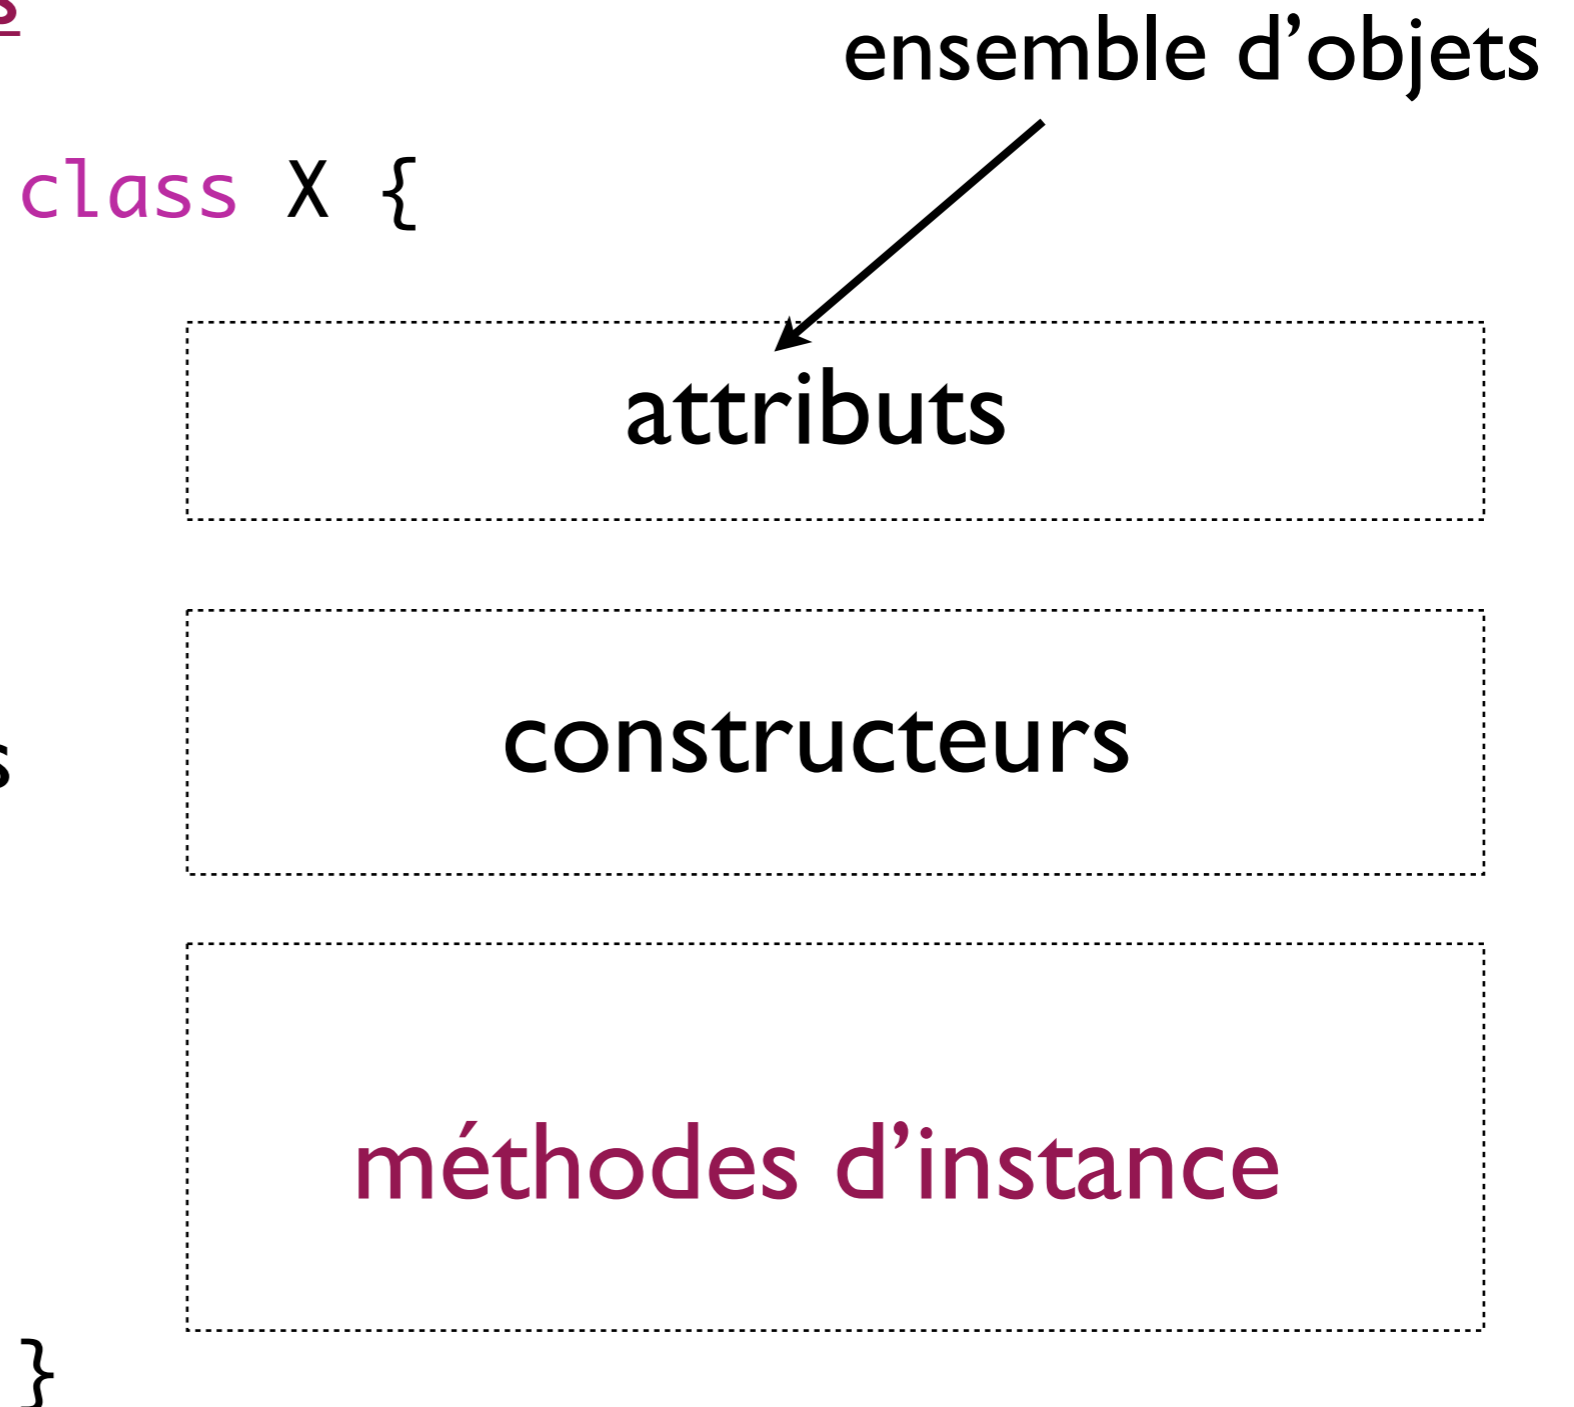 ensemble d’objets
class X {
attributs
constructeurs
méthodes d’instance
}